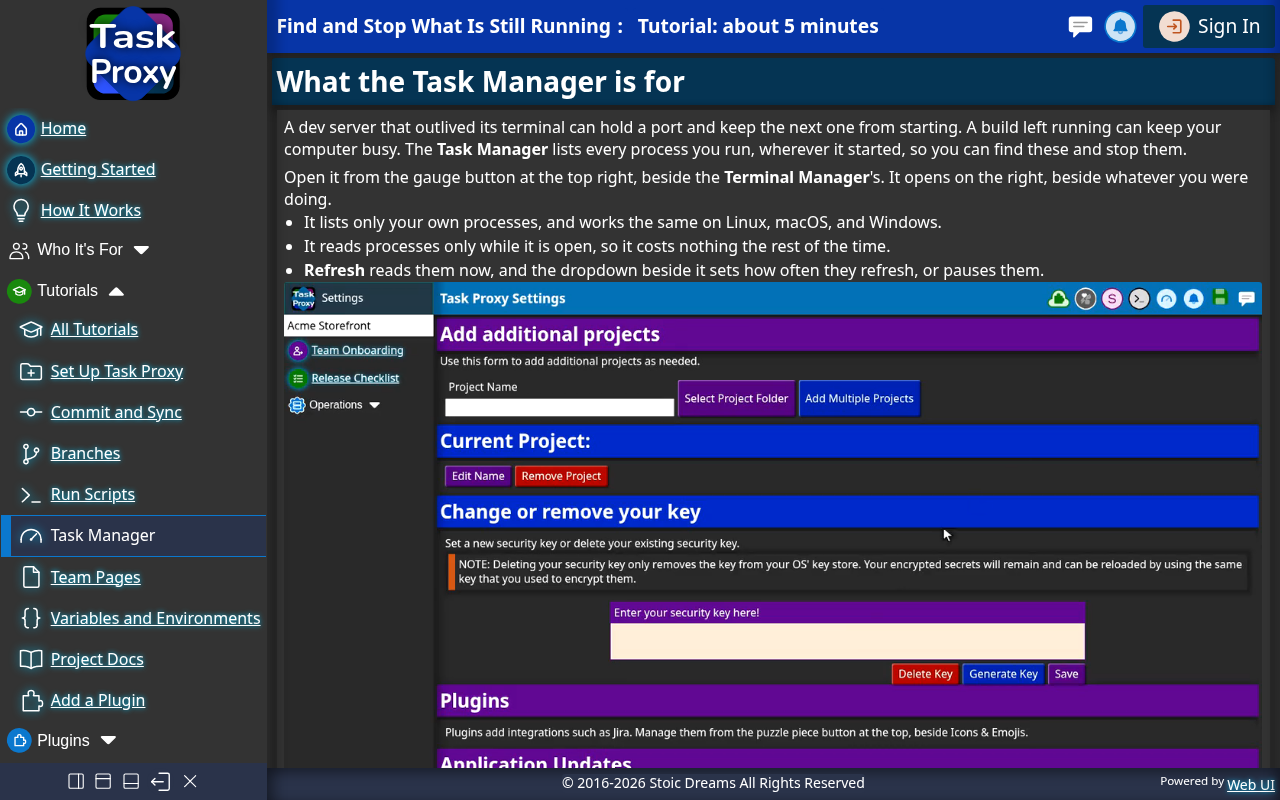 Task
Proxy
Home
Getting Started
How It Works
Who It's For
Tutorials
All Tutorials
Set Up Task Proxy
Commit and Sync
Branches
Run Scripts
Task Manager
Team Pages
Variables and Environments
Project Docs
Add a Plugin
Plugins
Find and Stop What Is Still Running : Tutorial: about 5 minutes
Sign In
What the Task Manager is for
A dev server that outlived its terminal can hold a port and keep the next one from starting. A build left running can keep your
computer busy. The Task Manager lists every process you run, wherever it started, so you can find these and stop them.
Open it from the gauge button at the top right, beside the Terminal Manager's. It opens on the right, beside whatever you were
doing.
• It lists only your own processes, and works the same on Linux, macOS, and Windows.
• It reads processes only while it is open, so it costs nothing the rest of the time.
• Refresh reads them now, and the dropdown beside it sets how often they refresh, or pauses them.
Task
Proxy
Settings
Task Proxy Settings
S
Acme Storefront
Team Onboarding
Release Checklist
Operations
Add additional projects
Use this form to add additional projects as needed.
Project Name
Select Project Folder
Add Multiple Projects
Current Project:
Edit Name
Remove Project
Change or remove your key
Set a new security key or delete your existing security key.
NOTE: Deleting your security key only removes the key from your OS' key store. Your encrypted secrets will remain and can be reloaded by using the same
key that you used to encrypt them.
Enter your security key here!
Delete Key
Generate Key
Save
Plugins
Plugins add integrations such as Jira. Manage them from the puzzle piece button at the top, beside Icons & Emojis.
Application Updates
© 2016-2026 Stoic Dreams All Rights Reserved
Powered by Web UI